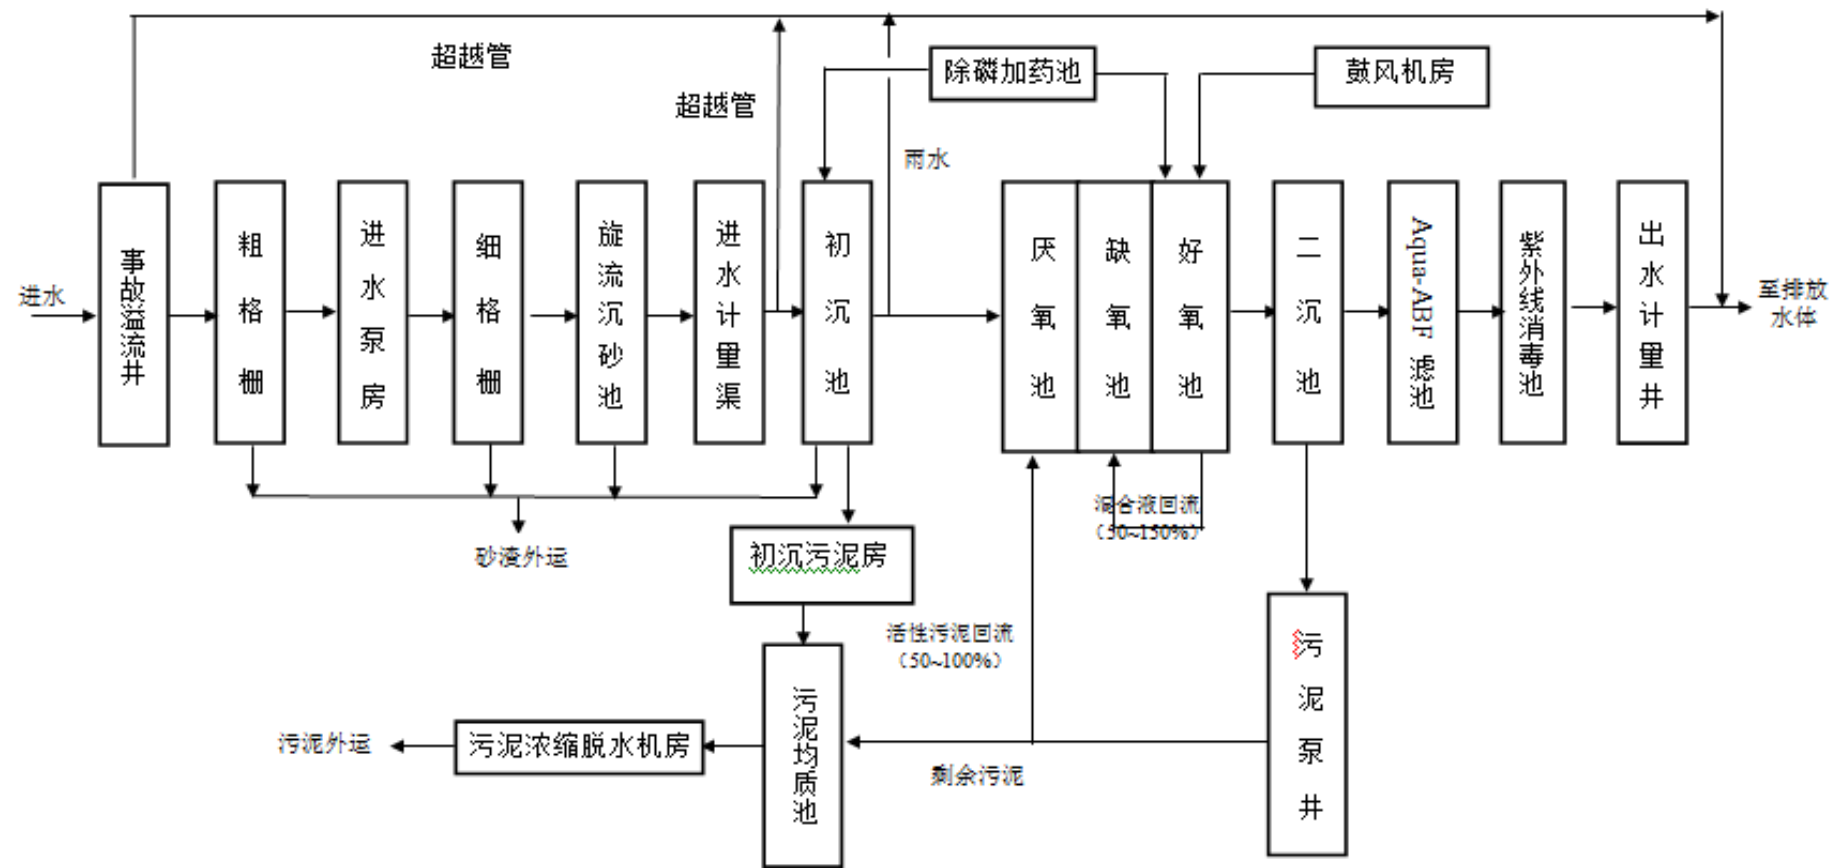 超越管
超越管
除磷加药池
鼓风机房
雨水
进水
事故溢流井
粗格栅
进水泵房
细格栅
旋流沉砂池
进水计量渠
初沉池
厌氧池
缺氧池
好氧池
二沉池
Aqua-ABF 滤池
紫外线消毒池
出水计量井
至排放
水体
砂渣外运
初沉污泥房
混合液回流
（50~150%）
活性污泥回流
（50~100%）
污泥泵井
污泥均质池
污泥浓缩脱水机房
污泥外运
剩余污泥